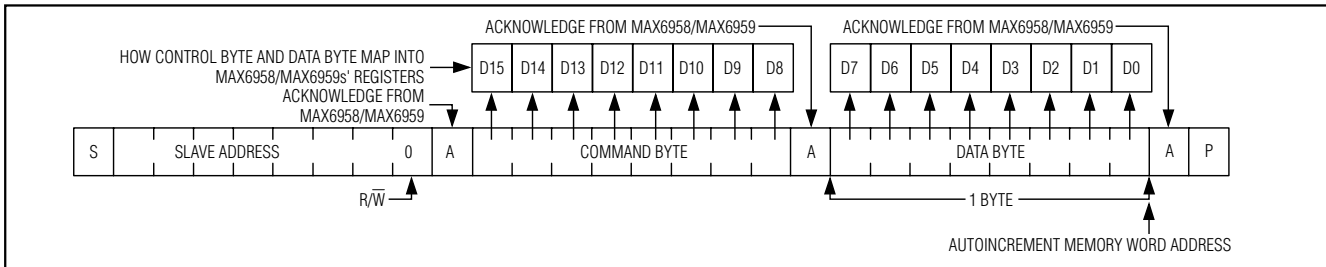 ACKNOWLEDGE FROM MAX6958/MAX6959
ACKNOWLEDGE FROM MAX6958/MAX6959
HOW CONTROL BYTE AND DATA BYTE MAP INTO
MAX6958/MAX6959s' REGISTERS
D15 D14 D13 D12 D11 D10 D9 D8
D7 D6 D5 D4 D3 D2 D1 D0
ACKNOWLEDGE FROM
MAX6958/MAX6959
S SLAVE ADDRESS 0 A COMMAND BYTE A DATA BYTE A P
R/W̅
1 BYTE
AUTOINCREMENT MEMORY WORD ADDRESS